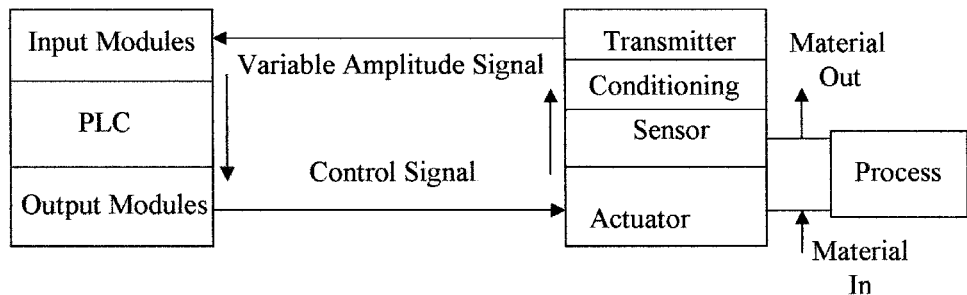 Input Modules
PLC
Output Modules
Variable Amplitude Signal
Control Signal
Transmitter
Conditioning
Sensor
Actuator
Material
Out
Process
Material
In